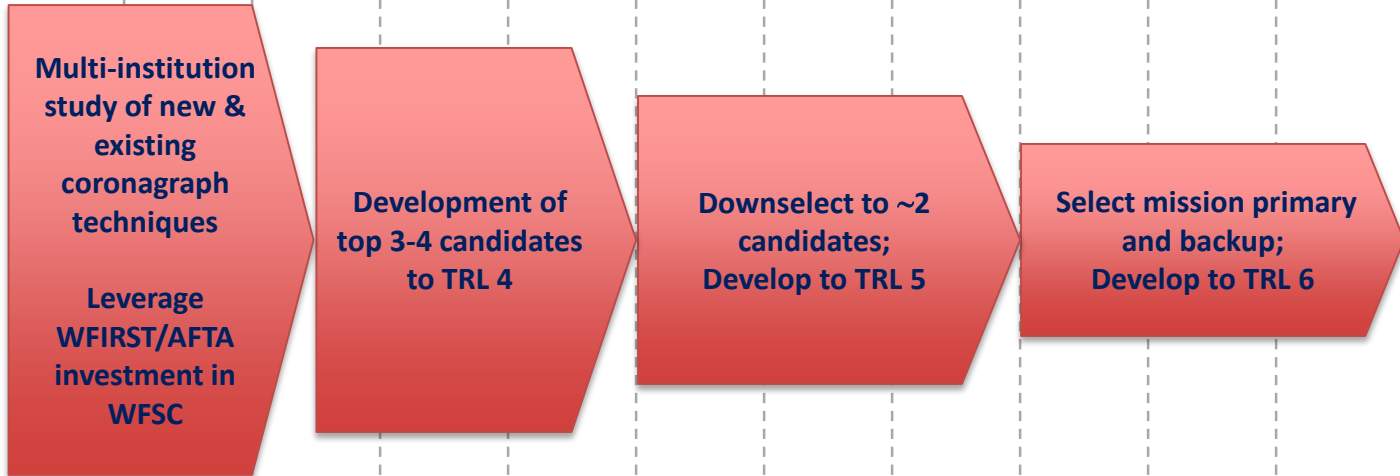 Multi-institution
study of new &
existing
coronagraph
techniques
Leverage
WFIRST/AFTA
investment in
WFSC
Development of
top 3-4 candidates
to TRL 4
Downselect to ~2
candidates;
Develop to TRL 5
Select mission primary
and backup;
Develop to TRL 6